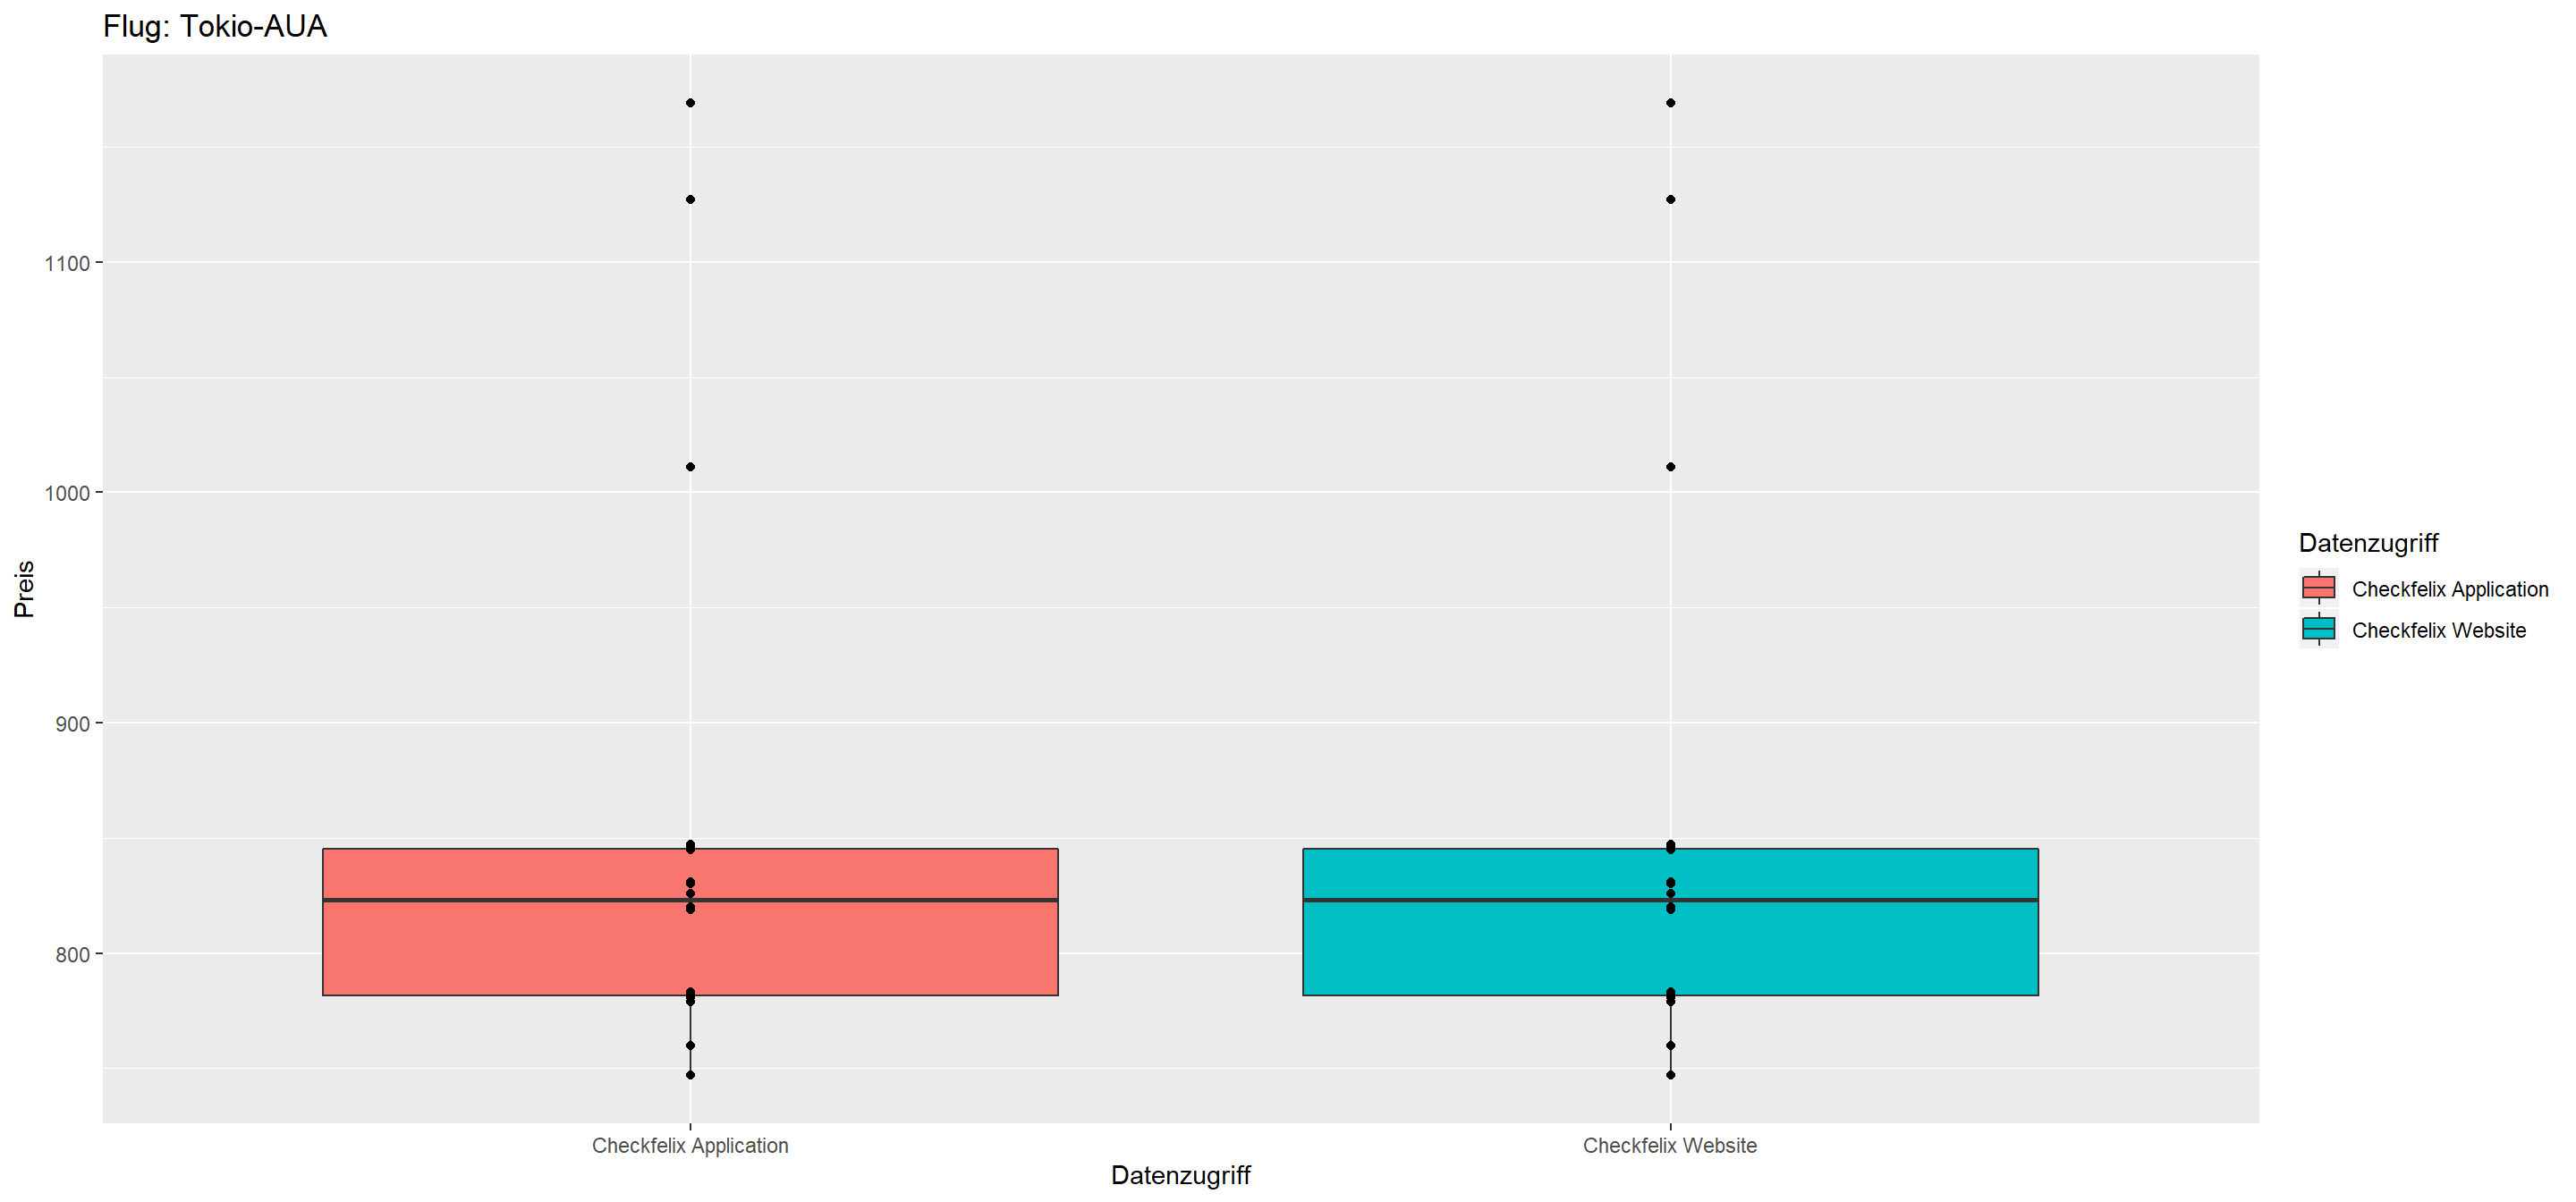 Flug: Tokio-AUA
Preis
1100
1000
900
800
Checkfelix Application
Checkfelix Website
Datenzugriff
Datenzugriff
Checkfelix Application
Checkfelix Website